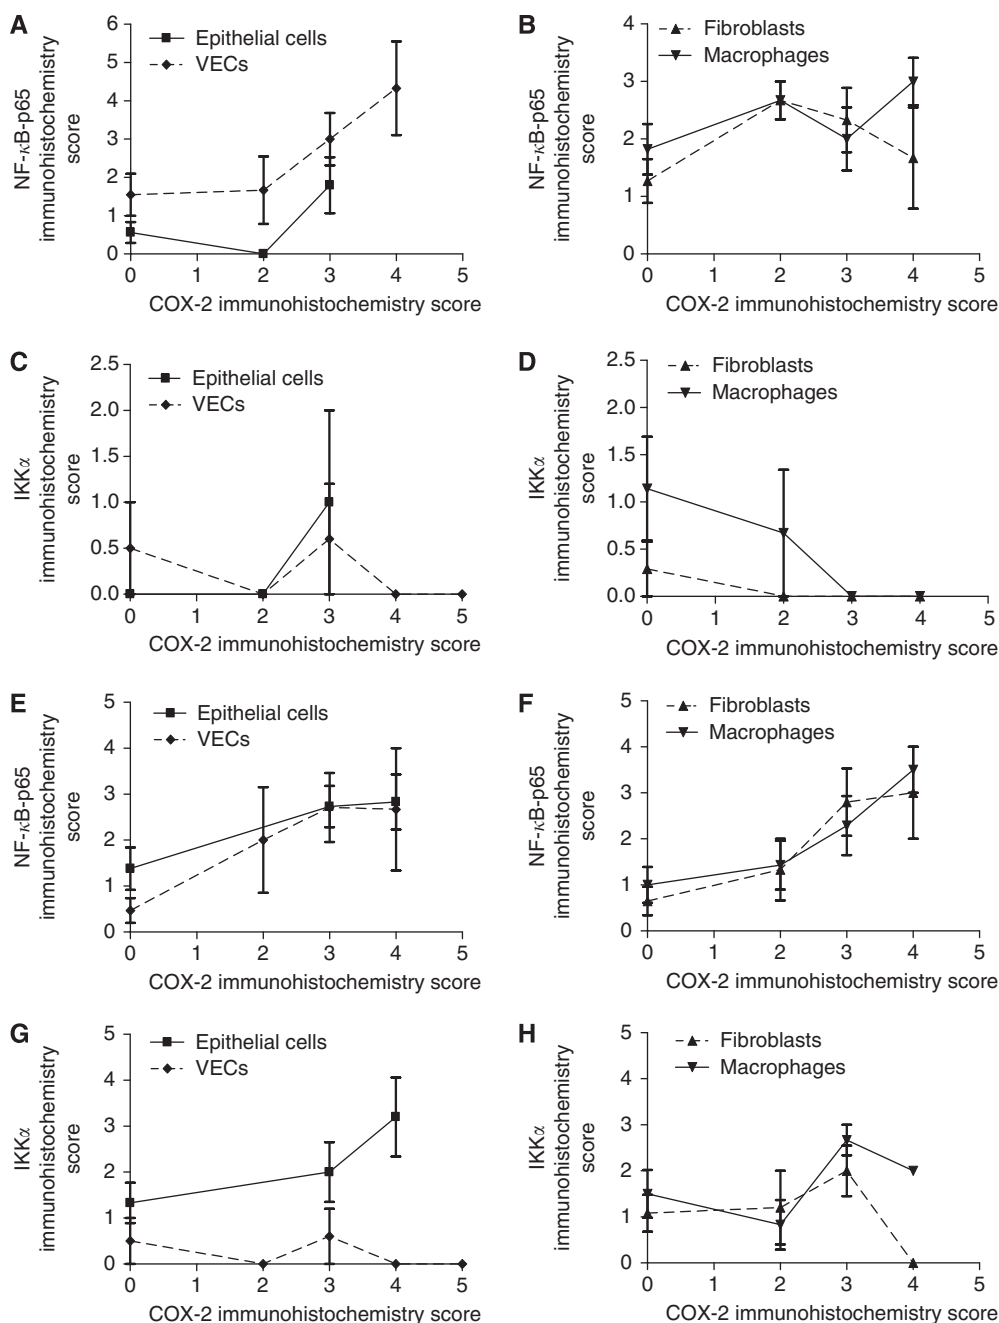 A
NF-κB-p65
immunohistochemistry
score
6
5
4
3
2
1
0
Epithelial cells
VECs
0 1 2 3 4 5
COX-2 immunohistochemistry score
B
NF-κB-p65
immunohistochemistry
score
4
3
2
1
0
Fibroblasts
Macrophages
0 1 2 3 4 5
COX-2 immunohistochemistry score
C
IKKα
immunohistochemistry
score
2.5
2.0
1.5
1.0
0.5
0.0
Epithelial cells
VECs
0 1 2 3 4 5
COX-2 immunohistochemistry score
D
IKKα
immunohistochemistry
score
2.5
2.0
1.5
1.0
0.5
0.0
Fibroblasts
Macrophages
0 1 2 3 4 5
COX-2 immunohistochemistry score
E
NF-κB-p65
immunohistochemistry
score
5
4
3
2
1
0
Epithelial cells
VECs
0 1 2 3 4 5
COX-2 immunohistochemistry score
F
NF-κB-p65
immunohistochemistry
score
5
4
3
2
1
0
Fibroblasts
Macrophages
0 1 2 3 4 5
COX-2 immunohistochemistry score
G
IKKα
immunohistochemistry
score
5
4
3
2
1
0
Epithelial cells
VECs
0 1 2 3 4 5
COX-2 immunohistochemistry score
H
IKKα
immunohistochemistry
score
5
4
3
2
1
0
Fibroblasts
Macrophages
0 1 2 3 4 5
COX-2 immunohistochemistry score